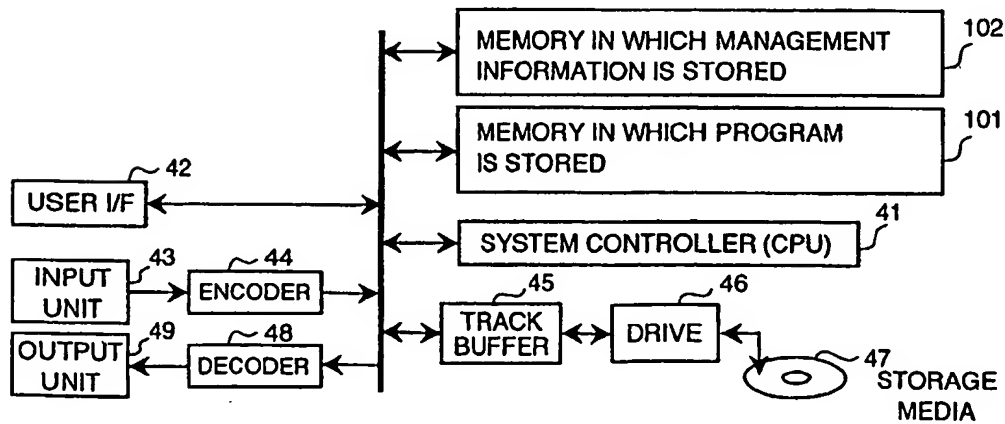 102
MEMORY IN WHICH MANAGEMENT
INFORMATION IS STORED
101
MEMORY IN WHICH PROGRAM
IS STORED
42
USER I/F
41
SYSTEM CONTROLLER (CPU)
43
INPUT
UNIT
44
ENCODER
45
TRACK
BUFFER
46
DRIVE
49
OUTPUT
UNIT
48
DECODER
47
STORAGE
MEDIA